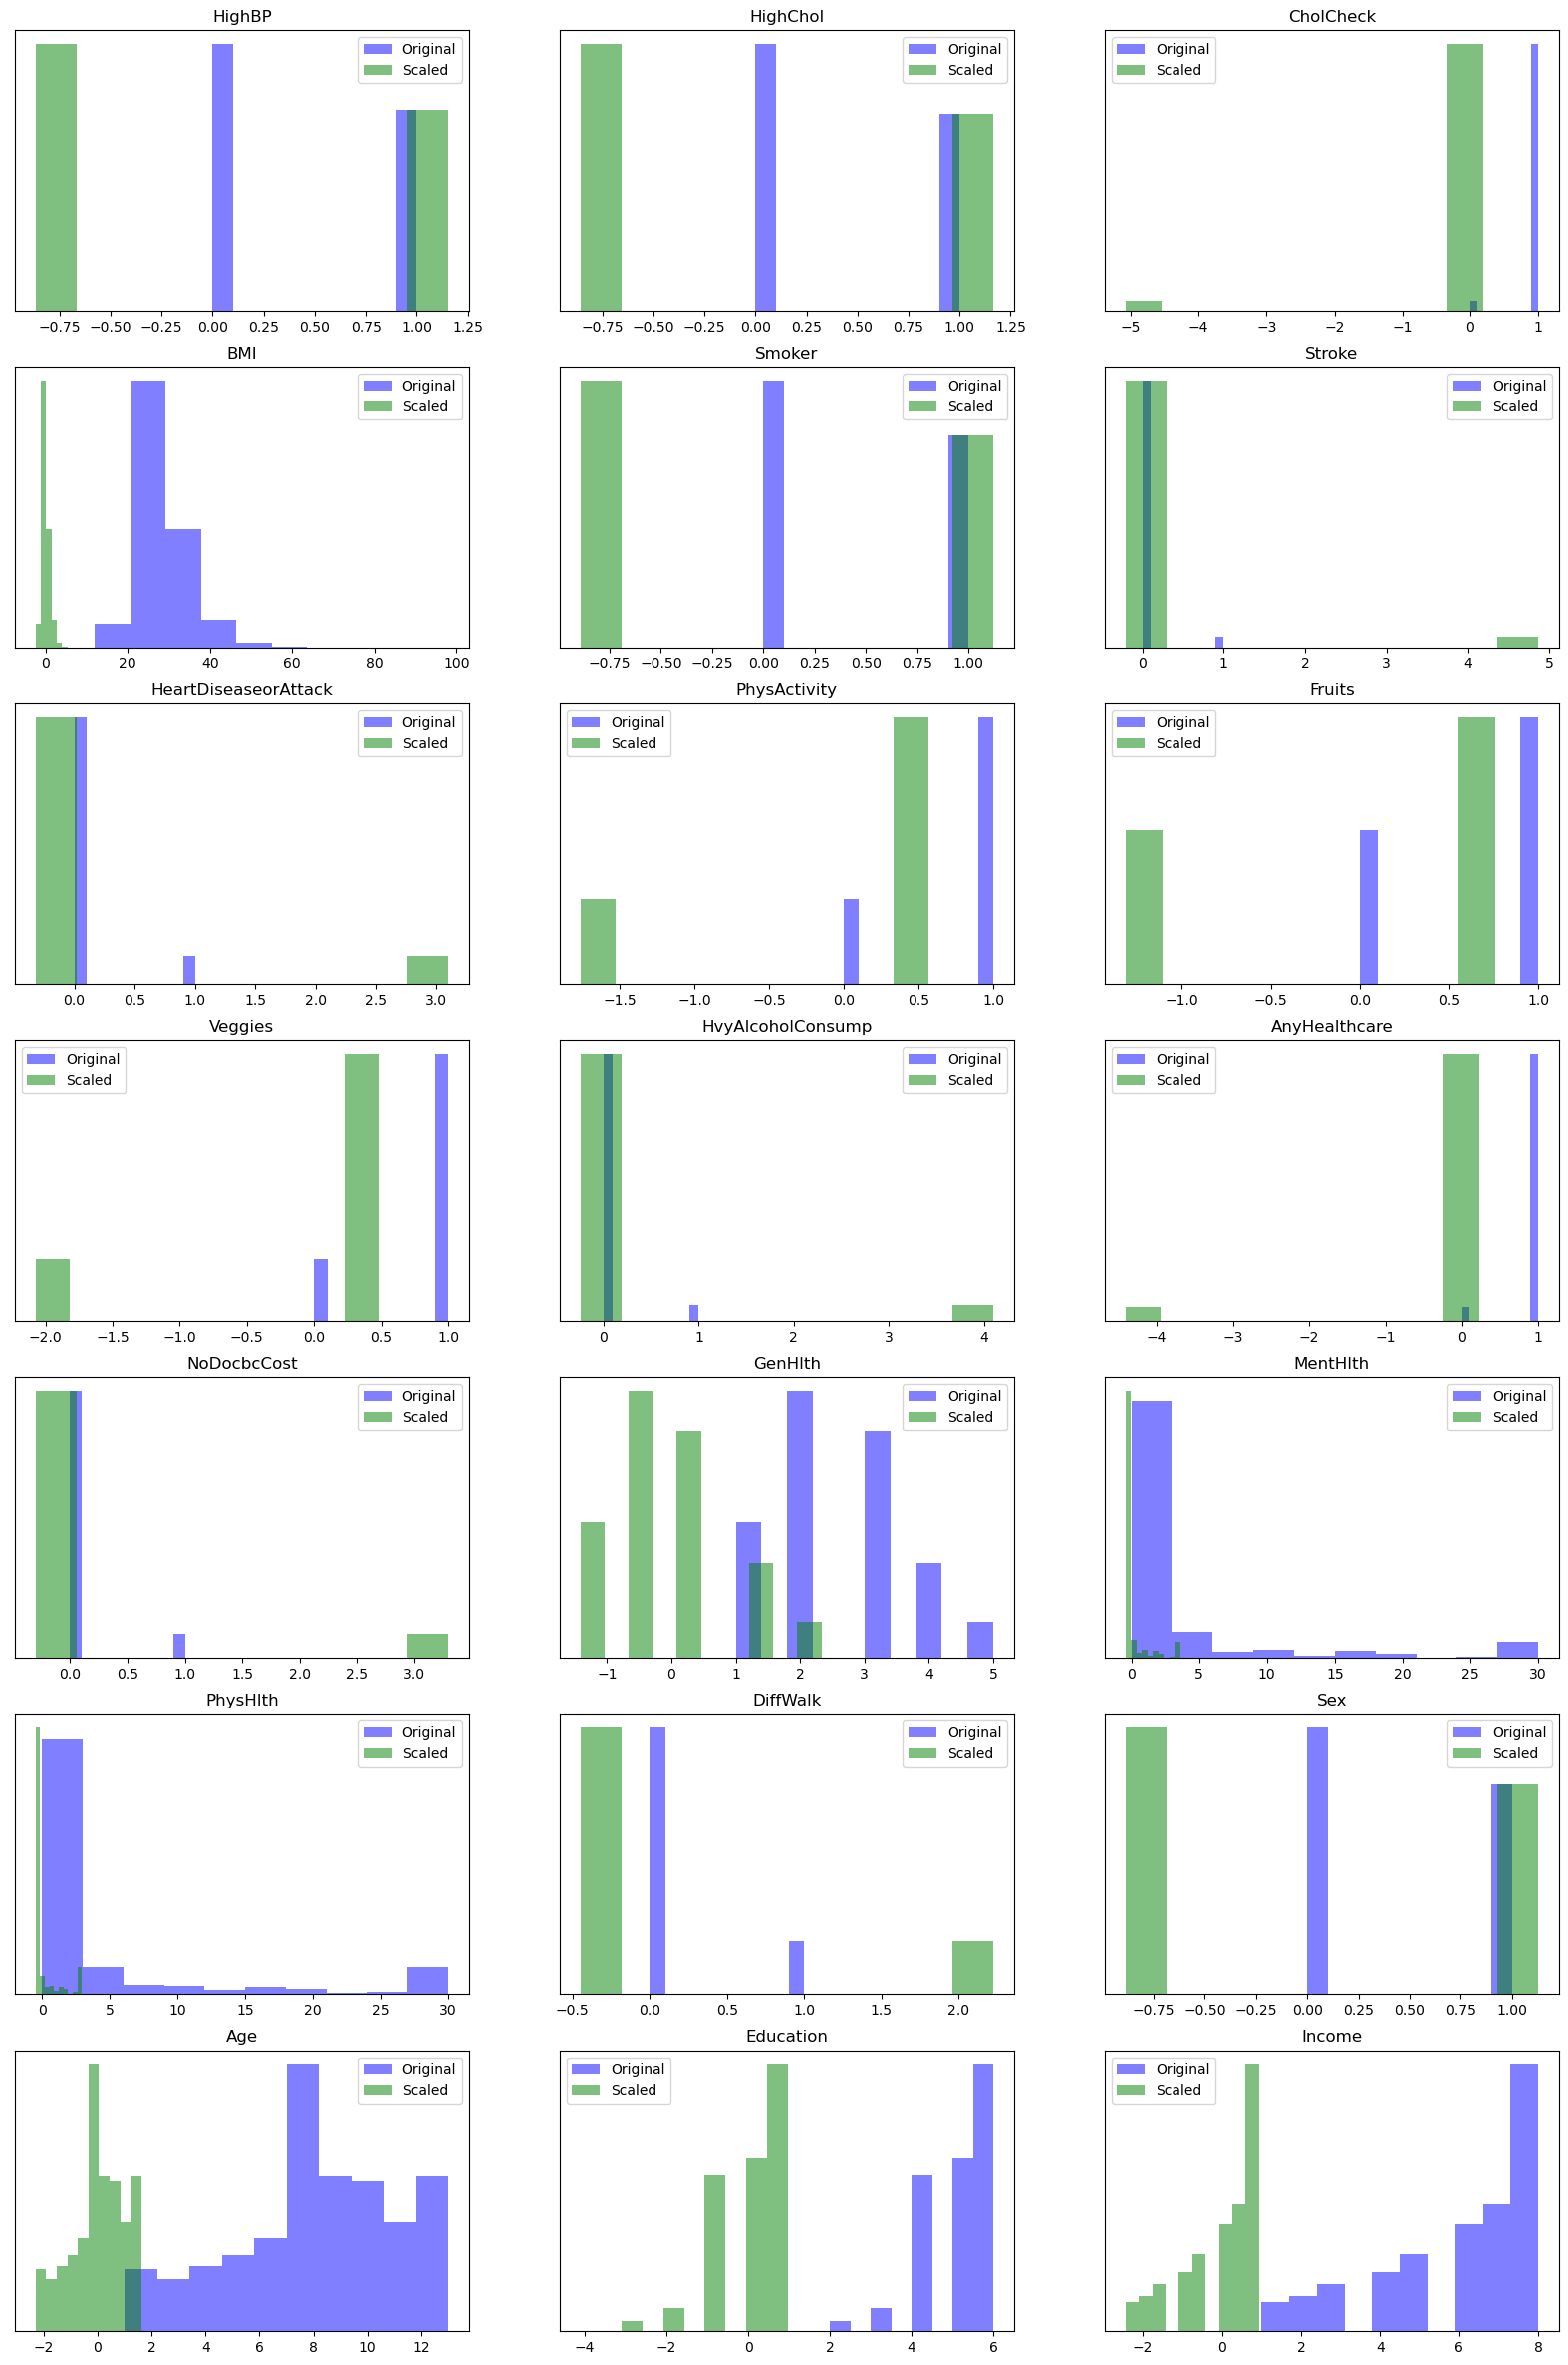 HighBP
HighChol
CholCheck
Original
Scaled
Original
Scaled
Original
Scaled
−0.75 −0.50 −0.25 0.00 0.25 0.50 0.75 1.00 1.25
−0.75 −0.50 −0.25 0.00 0.25 0.50 0.75 1.00 1.25
−5 −4 −3 −2 −1 0 1
BMI
Smoker
Stroke
Original
Scaled
Original
Scaled
Original
Scaled
0 20 40 60 80 100
−0.75 −0.50 −0.25 0.00 0.25 0.50 0.75 1.00
0 1 2 3 4 5
HeartDiseaseorAttack
PhysActivity
Fruits
Original
Scaled
Original
Scaled
Original
Scaled
0.0 0.5 1.0 1.5 2.0 2.5 3.0
−1.5 −1.0 −0.5 0.0 0.5 1.0
−1.0 −0.5 0.0 0.5 1.0
Veggies
HvyAlcoholConsump
AnyHealthcare
Original
Scaled
Original
Scaled
Original
Scaled
−2.0 −1.5 −1.0 −0.5 0.0 0.5 1.0
0 1 2 3 4
−4 −3 −2 −1 0 1
NoDocbcCost
GenHlth
MentHlth
Original
Scaled
Original
Scaled
Original
Scaled
0.0 0.5 1.0 1.5 2.0 2.5 3.0
−1 0 1 2 3 4 5
0 5 10 15 20 25 30
PhysHlth
DiffWalk
Sex
Original
Scaled
Original
Scaled
Original
Scaled
0 5 10 15 20 25 30
−0.5 0.0 0.5 1.0 1.5 2.0
−0.75 −0.50 −0.25 0.00 0.25 0.50 0.75 1.00
Age
Education
Income
Original
Scaled
Original
Scaled
Original
Scaled
−2 0 2 4 6 8 10 12
−4 −2 0 2 4 6
−2 0 2 4 6 8